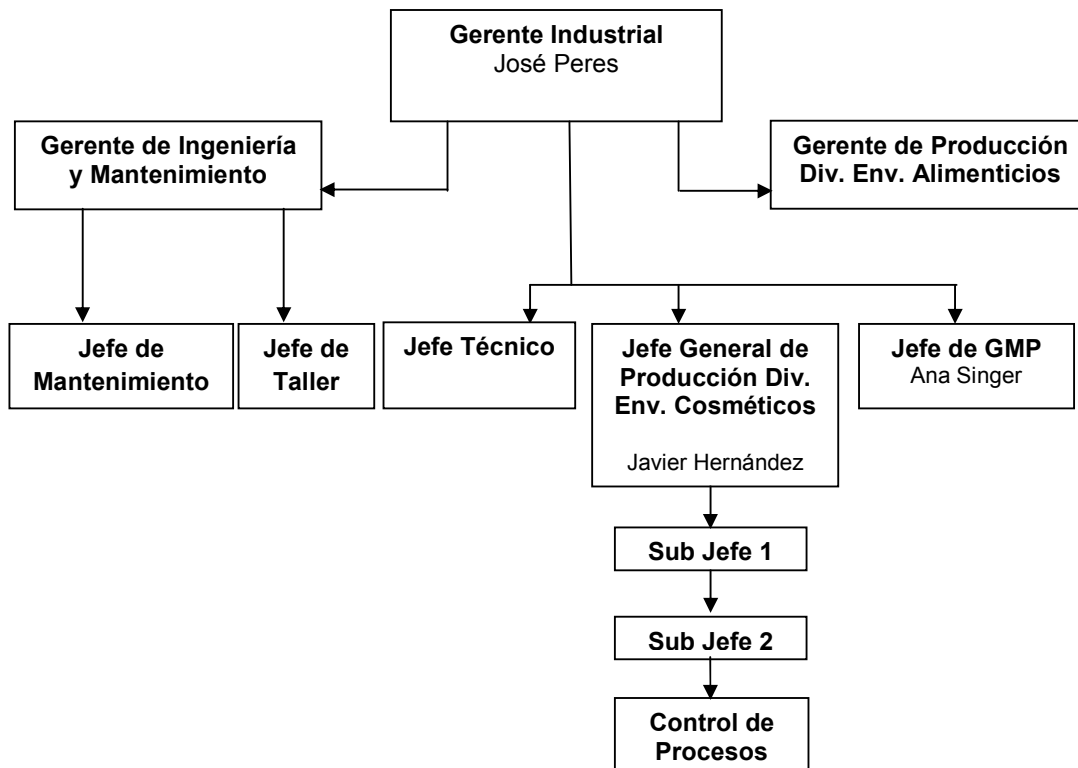 Gerente Industrial
José Peres
Gerente de Ingeniería
y Mantenimiento
Gerente de Producción
Div. Env. Alimenticios
Jefe de
Mantenimiento
Jefe de
Taller
Jefe Técnico
Jefe General de
Producción Div.
Env. Cosméticos
Javier Hernández
Jefe de GMP
Ana Singer
Sub Jefe 1
Sub Jefe 2
Control de
Procesos